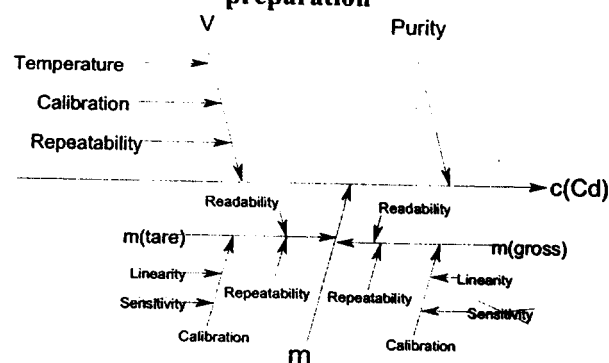 preparation
V
Purity
Temperature
Calibration
Repeatability
c(Cd)
Readability
Readability
m(tare)
m(gross)
Linearity
Linearity
Repeatability
Repeatability
Sensitivity
Sensitivity
Calibration
Calibration
m